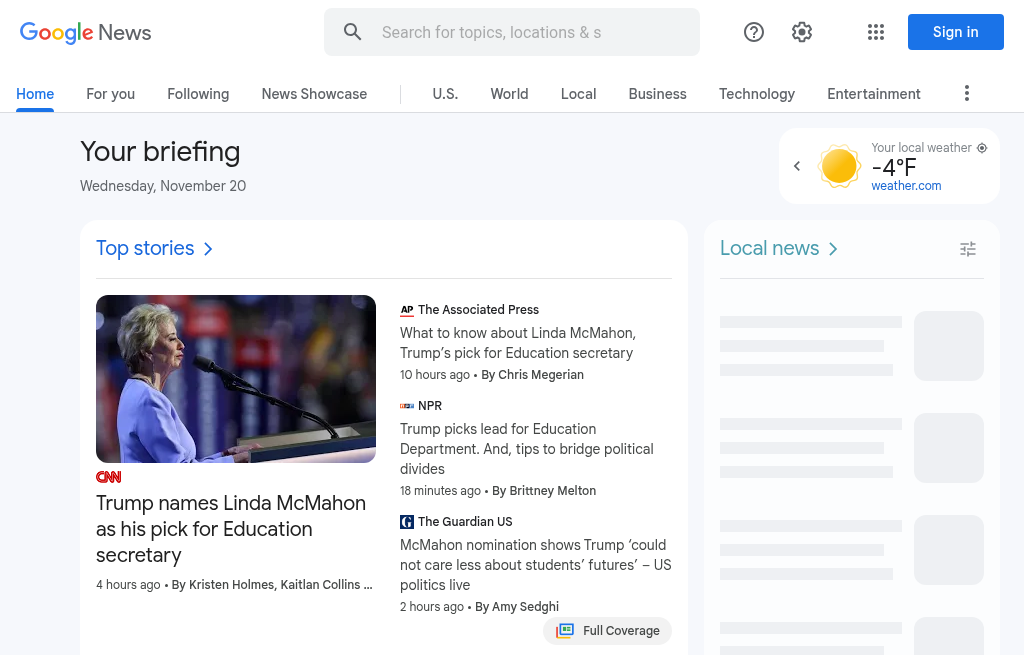 Google News
Search for topics, locations & s
Sign in
Home
For you
Following
News Showcase
U.S.
World
Local
Business
Technology
Entertainment
Your briefing
Wednesday, November 20
Your local weather
-4°F
weather.com
Top stories
CNN
Trump names Linda McMahon
as his pick for Education
secretary
4 hours ago • By Kristen Holmes, Kaitlan Collins ...
AP The Associated Press
What to know about Linda McMahon,
Trump’s pick for Education secretary
10 hours ago • By Chris Megerian
NPR
Trump picks lead for Education
Department. And, tips to bridge political
divides
18 minutes ago • By Brittney Melton
G The Guardian US
McMahon nomination shows Trump ‘could
not care less about students’ futures’ – US
politics live
2 hours ago • By Amy Sedghi
Full Coverage
Local news